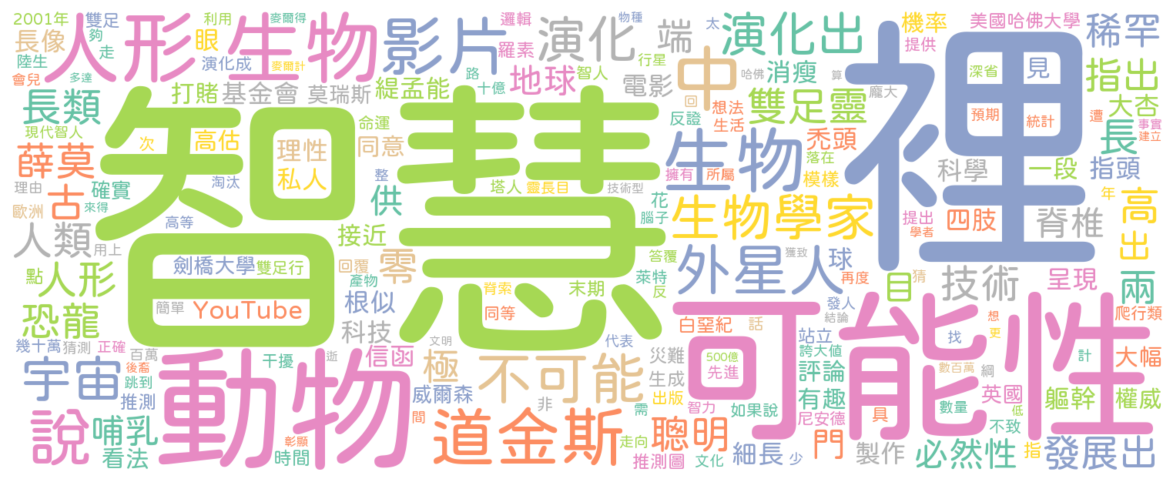 2001年 雙足 利用 麥爾得 邏輯 物種 太 機率 美國哈佛大學 稀罕
長像 夠 走 眼 羅素 演化 端 演化出 提供
人形 生物 影片 智人 行星 深省 見 指出
陸生 演化成 會兒 多達 麥爾計 地球 路 十億 電影 哈佛 算 消瘦 龐大
長類 打賭 基金會 莫瑞斯 緹孟能 中 回 想法 雙足靈 預期 統計 遭 大杏 事實 建立
現代智人 次 高估 命運 同意 反證 生活 禿頭 長
薛莫 智慧 理性 淘汰 整 塔人 靈長目 生物 擁有 所屬 落在 模樣 裡 科學 一段 指頭
理由 確實 私人 技術型 花 年
歐洲 來得 古 高等 供 腦子 生物學家 提出 學者 四肢 脊椎 高
人類 用上 接近 答覆 獲致 出
點 人形 劍橋大學 雙足行 回覆 零 萊特 外星人 球 猜 目 技術 呈現 兩
產物 脊索 末期 反 再度
恐龍 簡單 YouTube 根似 同等 白堊紀 話 發人 結論 想 更 爬行類
幾十萬 猜測 正確 科技 文明 代表 可能性 站立 找 計 大幅
宇宙 百萬 後裔 干擾 逝 信函 極 不可能 災難 500億 先進 誇大值 數百萬 綱
跳到 推測 動物 威爾森 非 生成 出版 評論 數量 英國 低 軀幹 權威
說 哺乳 間 道金斯 需 智力 如果說 有趣 尼安德 具 不致
看法 彰顯 時間 走向 推測圖 聰明 文化 細長 少 門 製作 必然性 指 發展出